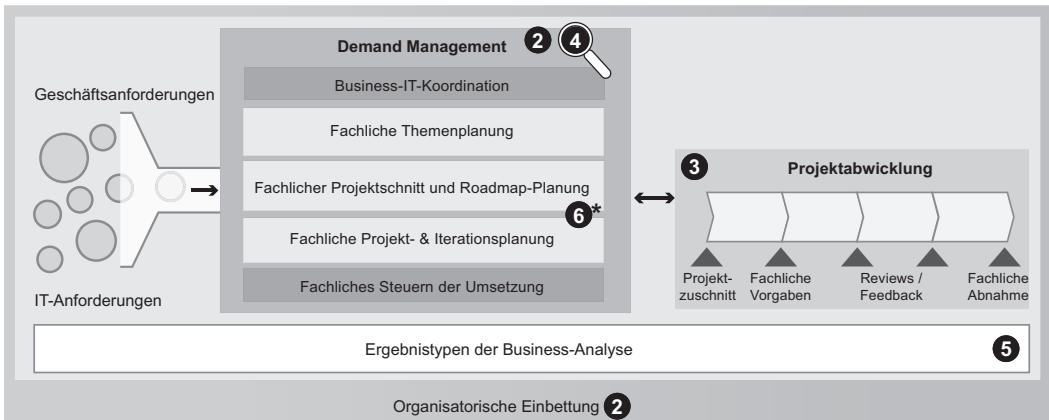 Demand Management 2 4
Business-IT-Koordination
Geschäftsanforderungen
Fachliche Themenplanung
Fachlicher Projektschnitt und Roadmap-Planung
6*
Fachliche Projekt- & Iterationsplanung
Fachliches Steuern der Umsetzung
IT-Anforderungen
3 Projektabwicklung
Projekt-
zuschnitt
Fachliche
Vorgaben
Reviews /
Feedback
Fachliche
Abnahme
Ergebnistypen der Business-Analyse 5
Organisatorische Einbettung 2